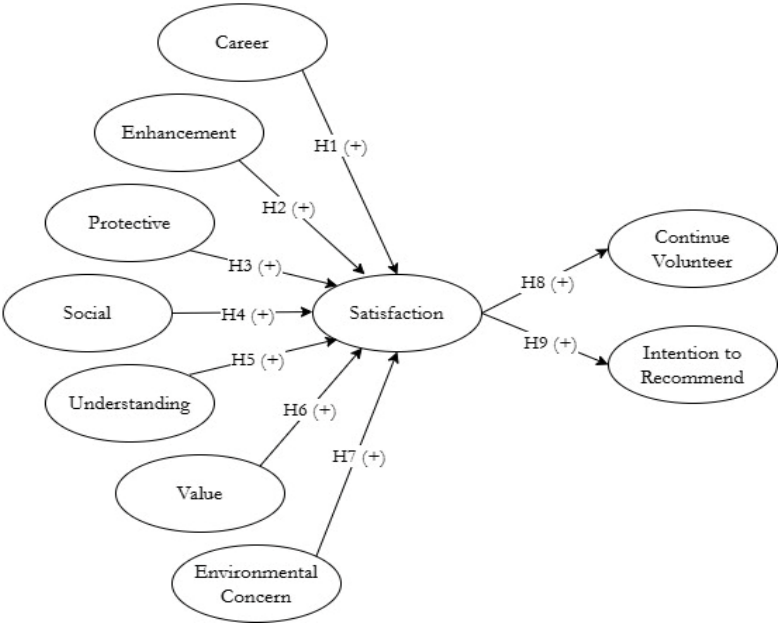 Career
Enhancement
H1 (+)
Protective
H2 (+)
Continue
Volunteer
H3 (+)
H8 (+)
Social
H4 (+)
Satisfaction
H9 (+)
Intention to
Recommend
H5 (+)
Understanding
H6 (+)
H7 (+)
Value
Environmental
Concern